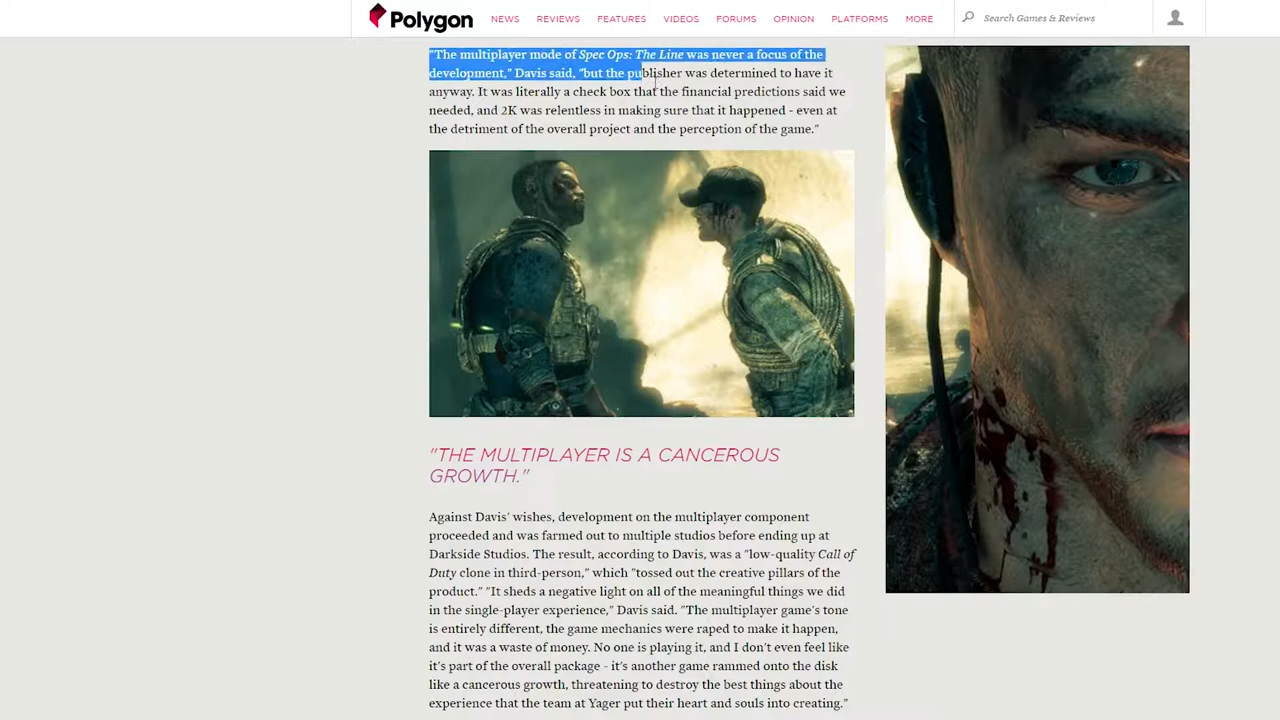 Polygon
NEWS REVIEWS FEATURES VIDEOS FORUMS OPINION PLATFORMS MORE Search Games & Reviews
"The multiplayer mode of Spec Ops: The Line was never a focus of the
development," Davis said, "but the publisher was determined to have it
anyway. It was literally a check box that the financial predictions said we
needed, and 2K was relentless in making sure that it happened - even at
the detriment of the overall project and the perception of the game."
"THE MULTIPLAYER IS A CANCEROUS
GROWTH."
Against Davis' wishes, development on the multiplayer component
proceeded and was farmed out to multiple studios before ending up at
Darkside Studios. The result, according to Davis, was a "low-quality Call of
Duty clone in third-person," which "tossed out the creative pillars of the
product." "It sheds a negative light on all of the meaningful things we did
in the single-player experience," Davis said. "The multiplayer game's tone
is entirely different, the game mechanics were raped to make it happen,
and it was a waste of money. No one is playing it, and I don't even feel like
it's part of the overall package - it's another game rammed onto the disk
like a cancerous growth, threatening to destroy the best things about the
experience that the team at Yager put their heart and souls into creating."